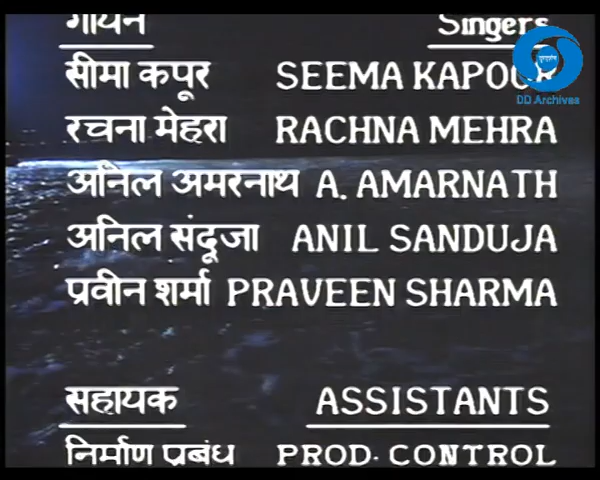 गायन Singers
सीमा कपूर SEEMA KAPOOR
DD Archives
रचना मेहरा RACHNA MEHRA
अनिल अमरनाथ A. AMARNATH
अनिल संदूजा ANIL SANDUJA
प्रवीन शर्मा PRAVEEN SHARMA
सहायक ASSISTANTS
निर्माण प्रबंध PROD. CONTROL